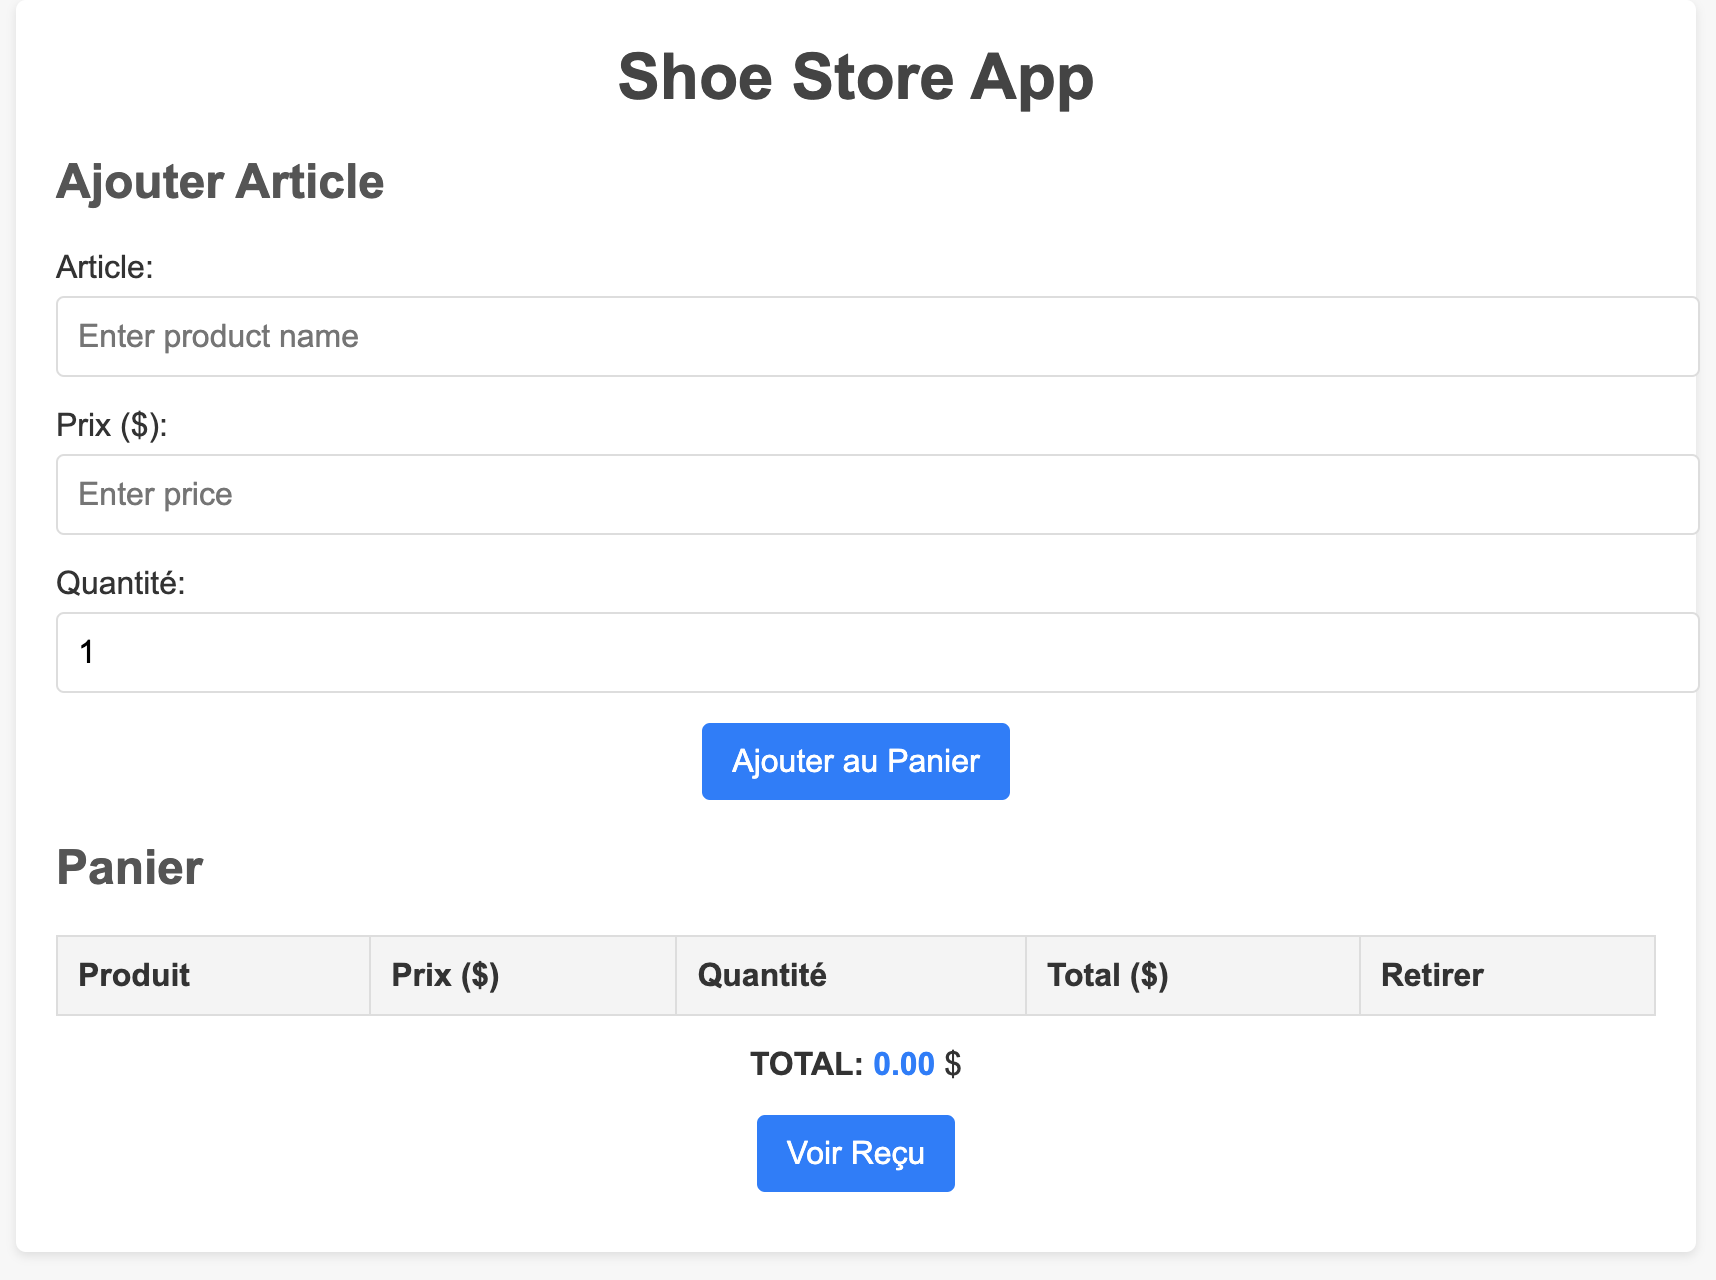 Shoe Store App
Ajouter Article
Article:
Enter product name
Prix ($):
Enter price
Quantité:
1
Ajouter au Panier
Panier
Produit Prix ($) Quantité Total ($) Retirer
TOTAL: 0.00 $
Voir Reçu